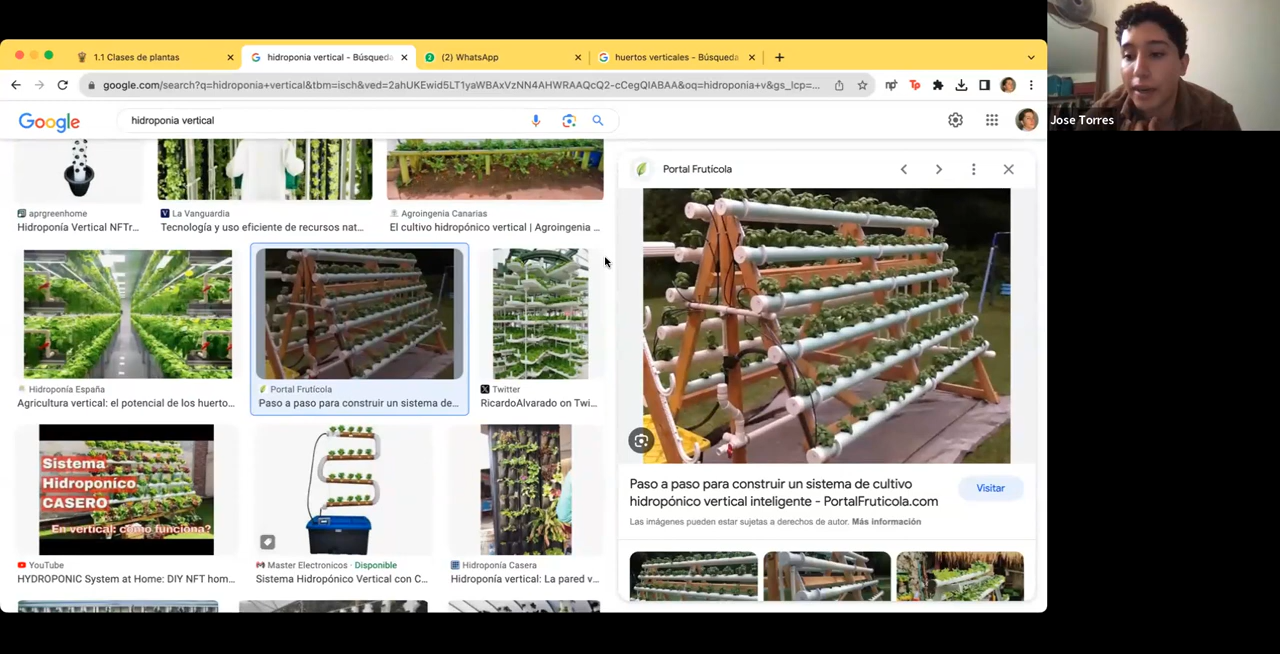 1.1 Clases de plantas
hidroponia vertical - Búsqueda
(2) WhatsApp
huertos verticales - Búsqueda
google.com/search?q=hidroponia+vertical&tbm=isch&ved=2ahUKEwid5LT1yaWBAxVzNN4AHWRAAQcQ2-cCegQIABAA&oq=hidroponia+v&gs_lcp=...
Google
hidroponia vertical
Jose Torres
aprgreenhome
Hidroponía Vertical NFTr...
La Vanguardia
Tecnología y uso eficiente de recursos nat...
Agroingenia Canarias
El cultivo hidropónico vertical | Agroingenia ...
Hidroponía España
Agricultura vertical: el potencial de los huerto...
Portal Frutícola
Paso a paso para construir un sistema de...
Twitter
RicardoAlvarado on Twi...
Sistema
Hidroponico
CASERO
En vertical: cómo funciona?
YouTube
HYDROPONIC System at Home: DIY NFT hom...
Master Electronicos · Disponible
Sistema Hidropónico Vertical con C...
Hidroponía Casera
Hidroponía vertical: La pared v...
Portal Frutícola
Paso a paso para construir un sistema de cultivo
hidropónico vertical inteligente - PortalFruticola.com
Visitar
Las imágenes pueden estar sujetas a derechos de autor. Más información